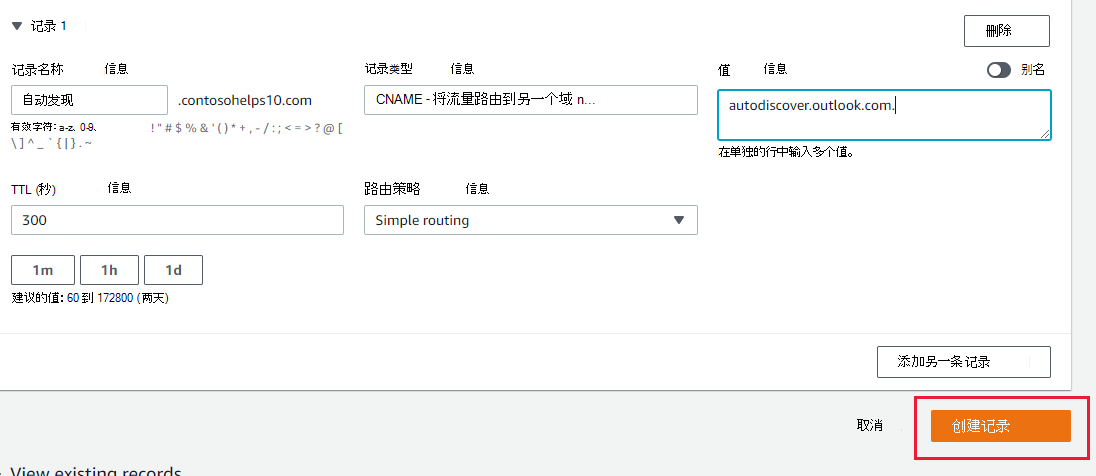 记录 1
删除
记录名称 信息
记录类型 信息
值 信息
别名
自动发现 .contosohelps10.com
CNAME - 将流量路由到另一个域 n...
autodiscover.outlook.com.
有效字符: a-z、0-9、 ! " # $ % & ' ( ) * + , - / : ; < = > ? @ [
\ ] ^ _ ` { | } . ~
在单独的行中输入多个值。
TTL (秒) 信息
路由策略 信息
300
Simple routing
1m 1h 1d
建议的值: 60 到 172800 (两天)
添加另一条记录
取消
创建记录
View existing records